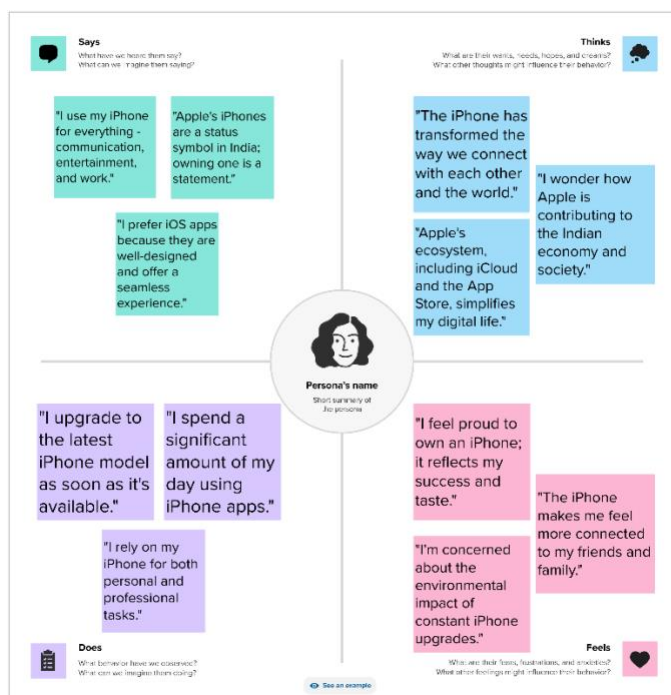 Says
What have we heard them say?
What can we imagine them saying?
"I use my iPhone
for everything -
communication,
entertainment,
and work."
"Apple's iPhones
are a status
symbol in India;
owning one is a
statement."
"I prefer iOS apps
because they are
well-designed
and offer a
seamless
experience."
Thinks
What are their wants, needs, hopes, and dreams?
What other thoughts might influence their behavior?
"The iPhone has
transformed the
way we connect
with each other
and the world."
"I wonder how
Apple is
contributing to
the Indian
economy and
society."
"Apple's
ecosystem,
including iCloud
and the App
Store, simplifies
my digital life."
Persona's name
Short summary of
the persona
"I upgrade to
the latest
iPhone model
as soon as it's
available."
"I spend a
significant
amount of my
day using
iPhone apps."
"I rely on my
iPhone for both
personal and
professional
tasks."
Does
What behavior have we observed?
What can we imagine them doing?
"I feel proud to
own an iPhone;
it reflects my
success and
taste."
"The iPhone
makes me feel
more connected
to my friends and
family."
"I'm concerned
about the
environmental
impact of
constant iPhone
upgrades."
Feels
What are their fears, frustrations, and anxieties?
What other feelings might influence their behavior?
See an example